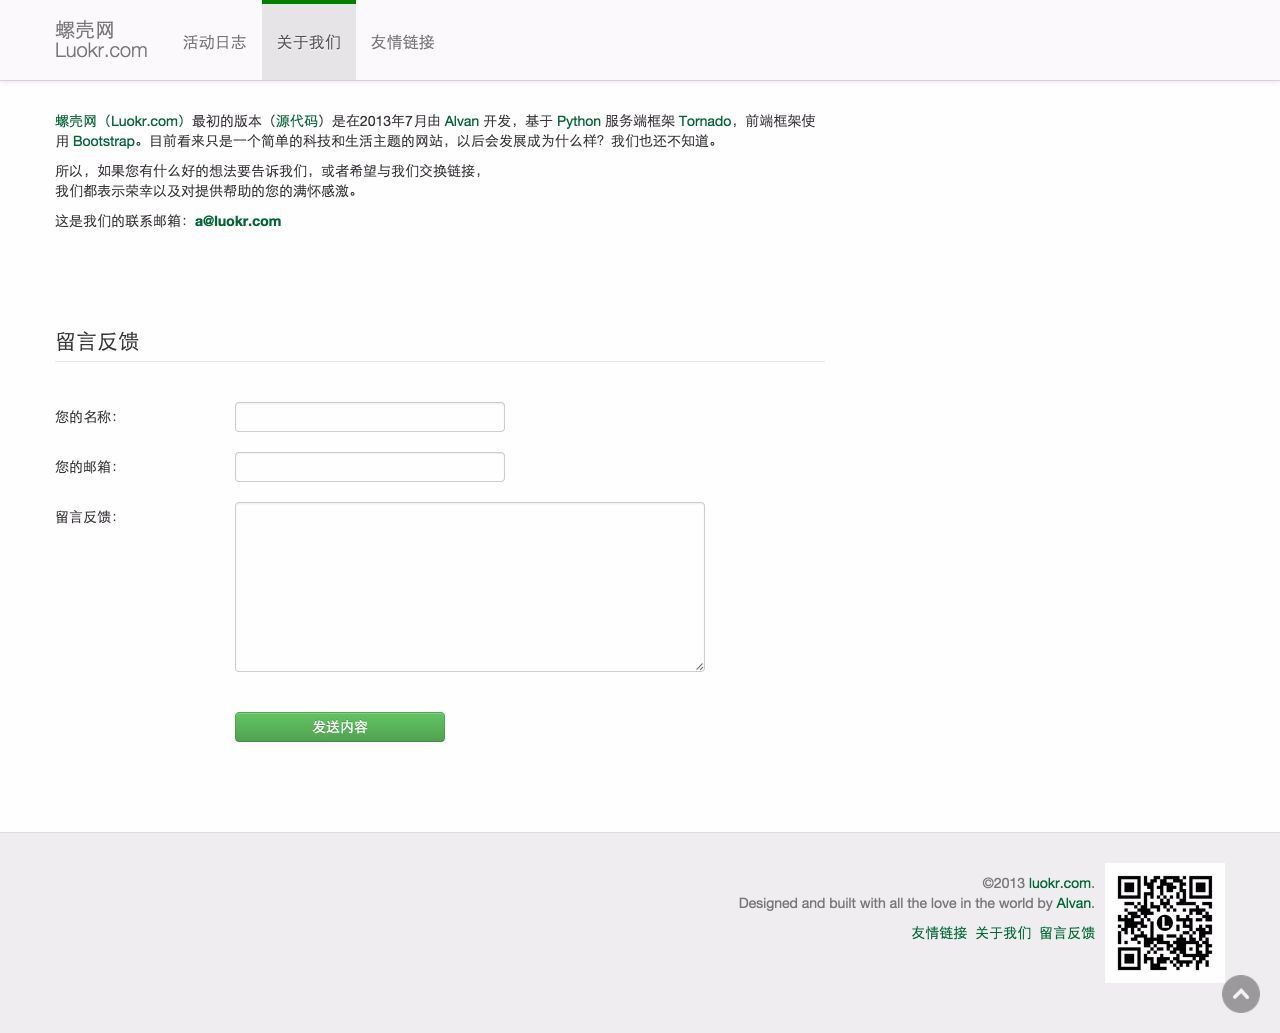 螺壳网
Luokr.com
活动日志
关于我们
友情链接
螺壳网（Luokr.com）最初的版本（源代码）是在2013年7月由 Alvan 开发，基于 Python 服务端框架 Tornado，前端框架使
用 Bootstrap。目前看来只是一个简单的科技和生活主题的网站，以后会发展成为什么样？我们也还不知道。
所以，如果您有什么好的想法要告诉我们，或者希望与我们交换链接，
我们都表示荣幸以及对提供帮助的您的满怀感激。
这是我们的联系邮箱：a@luokr.com
留言反馈
您的名称：
您的邮箱：
留言反馈：
发送内容
©2013 luokr.com.
Designed and built with all the love in the world by Alvan.
友情链接 关于我们 留言反馈
L